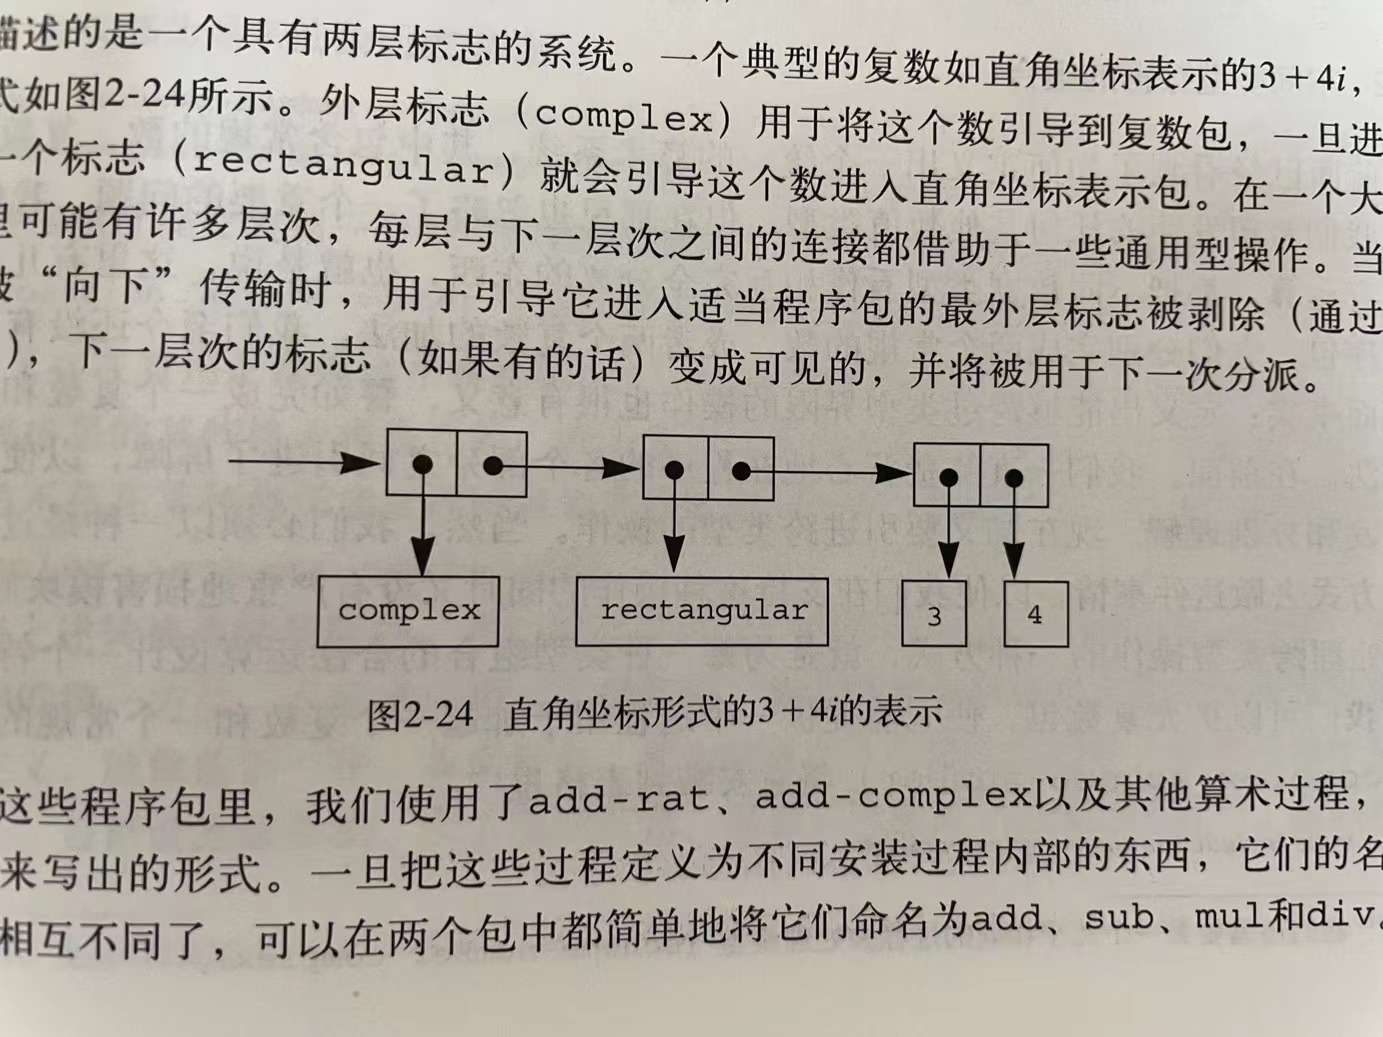 描述的是一个具有两层标志的系统。一个典型的复数如直角坐标表示的3+4i，
式如图2-24所示。外层标志（complex）用于将这个数引导到复数包，一旦进
一个标志（rectangular）就会引导这个数进入直角坐标表示包。在一个大
里可能有许多层次，每层与下一层次之间的连接都借助于一些通用型操作。当
被“向下”传输时，用于引导它进入适当程序包的最外层标志被剥除（通过
），下一层次的标志（如果有的话）变成可见的，并将被用于下一次分派。
complex rectangular 3 4
图2-24 直角坐标形式的3+4i的表示
这些程序包里，我们使用了add-rat、add-complex以及其他算术过程，
来写出的形式。一旦把这些过程定义为不同安装过程内部的东西，它们的名
相互不同了，可以在两个包中都简单地将它们命名为add、sub、mul和div。